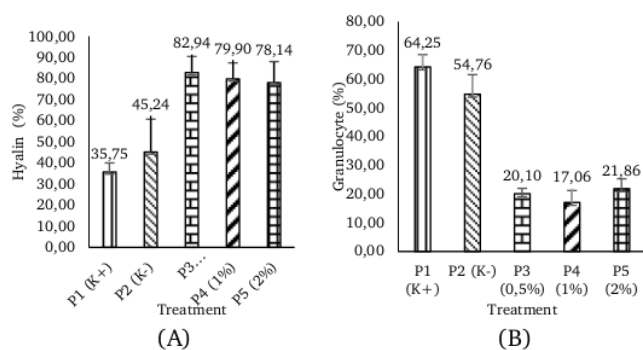 100,00
90,00
80,00
70,00
60,00
50,00
40,00
30,00
20,00
10,00
0,00
Hyalin (%)
35,75
45,24
82,94
79,90
78,14
P1 (K+)
P2 (K-)
P3...
P4 (1%)
P5 (2%)
Treatment
(A)
80,00
70,00
60,00
50,00
40,00
30,00
20,00
10,00
0,00
Granulocyte (%)
64,25
54,76
20,10
17,06
21,86
P1
(K+)
P2 (K-)
P3
(0,5%)
P4
(1%)
P5
(2%)
Treatment
(B)